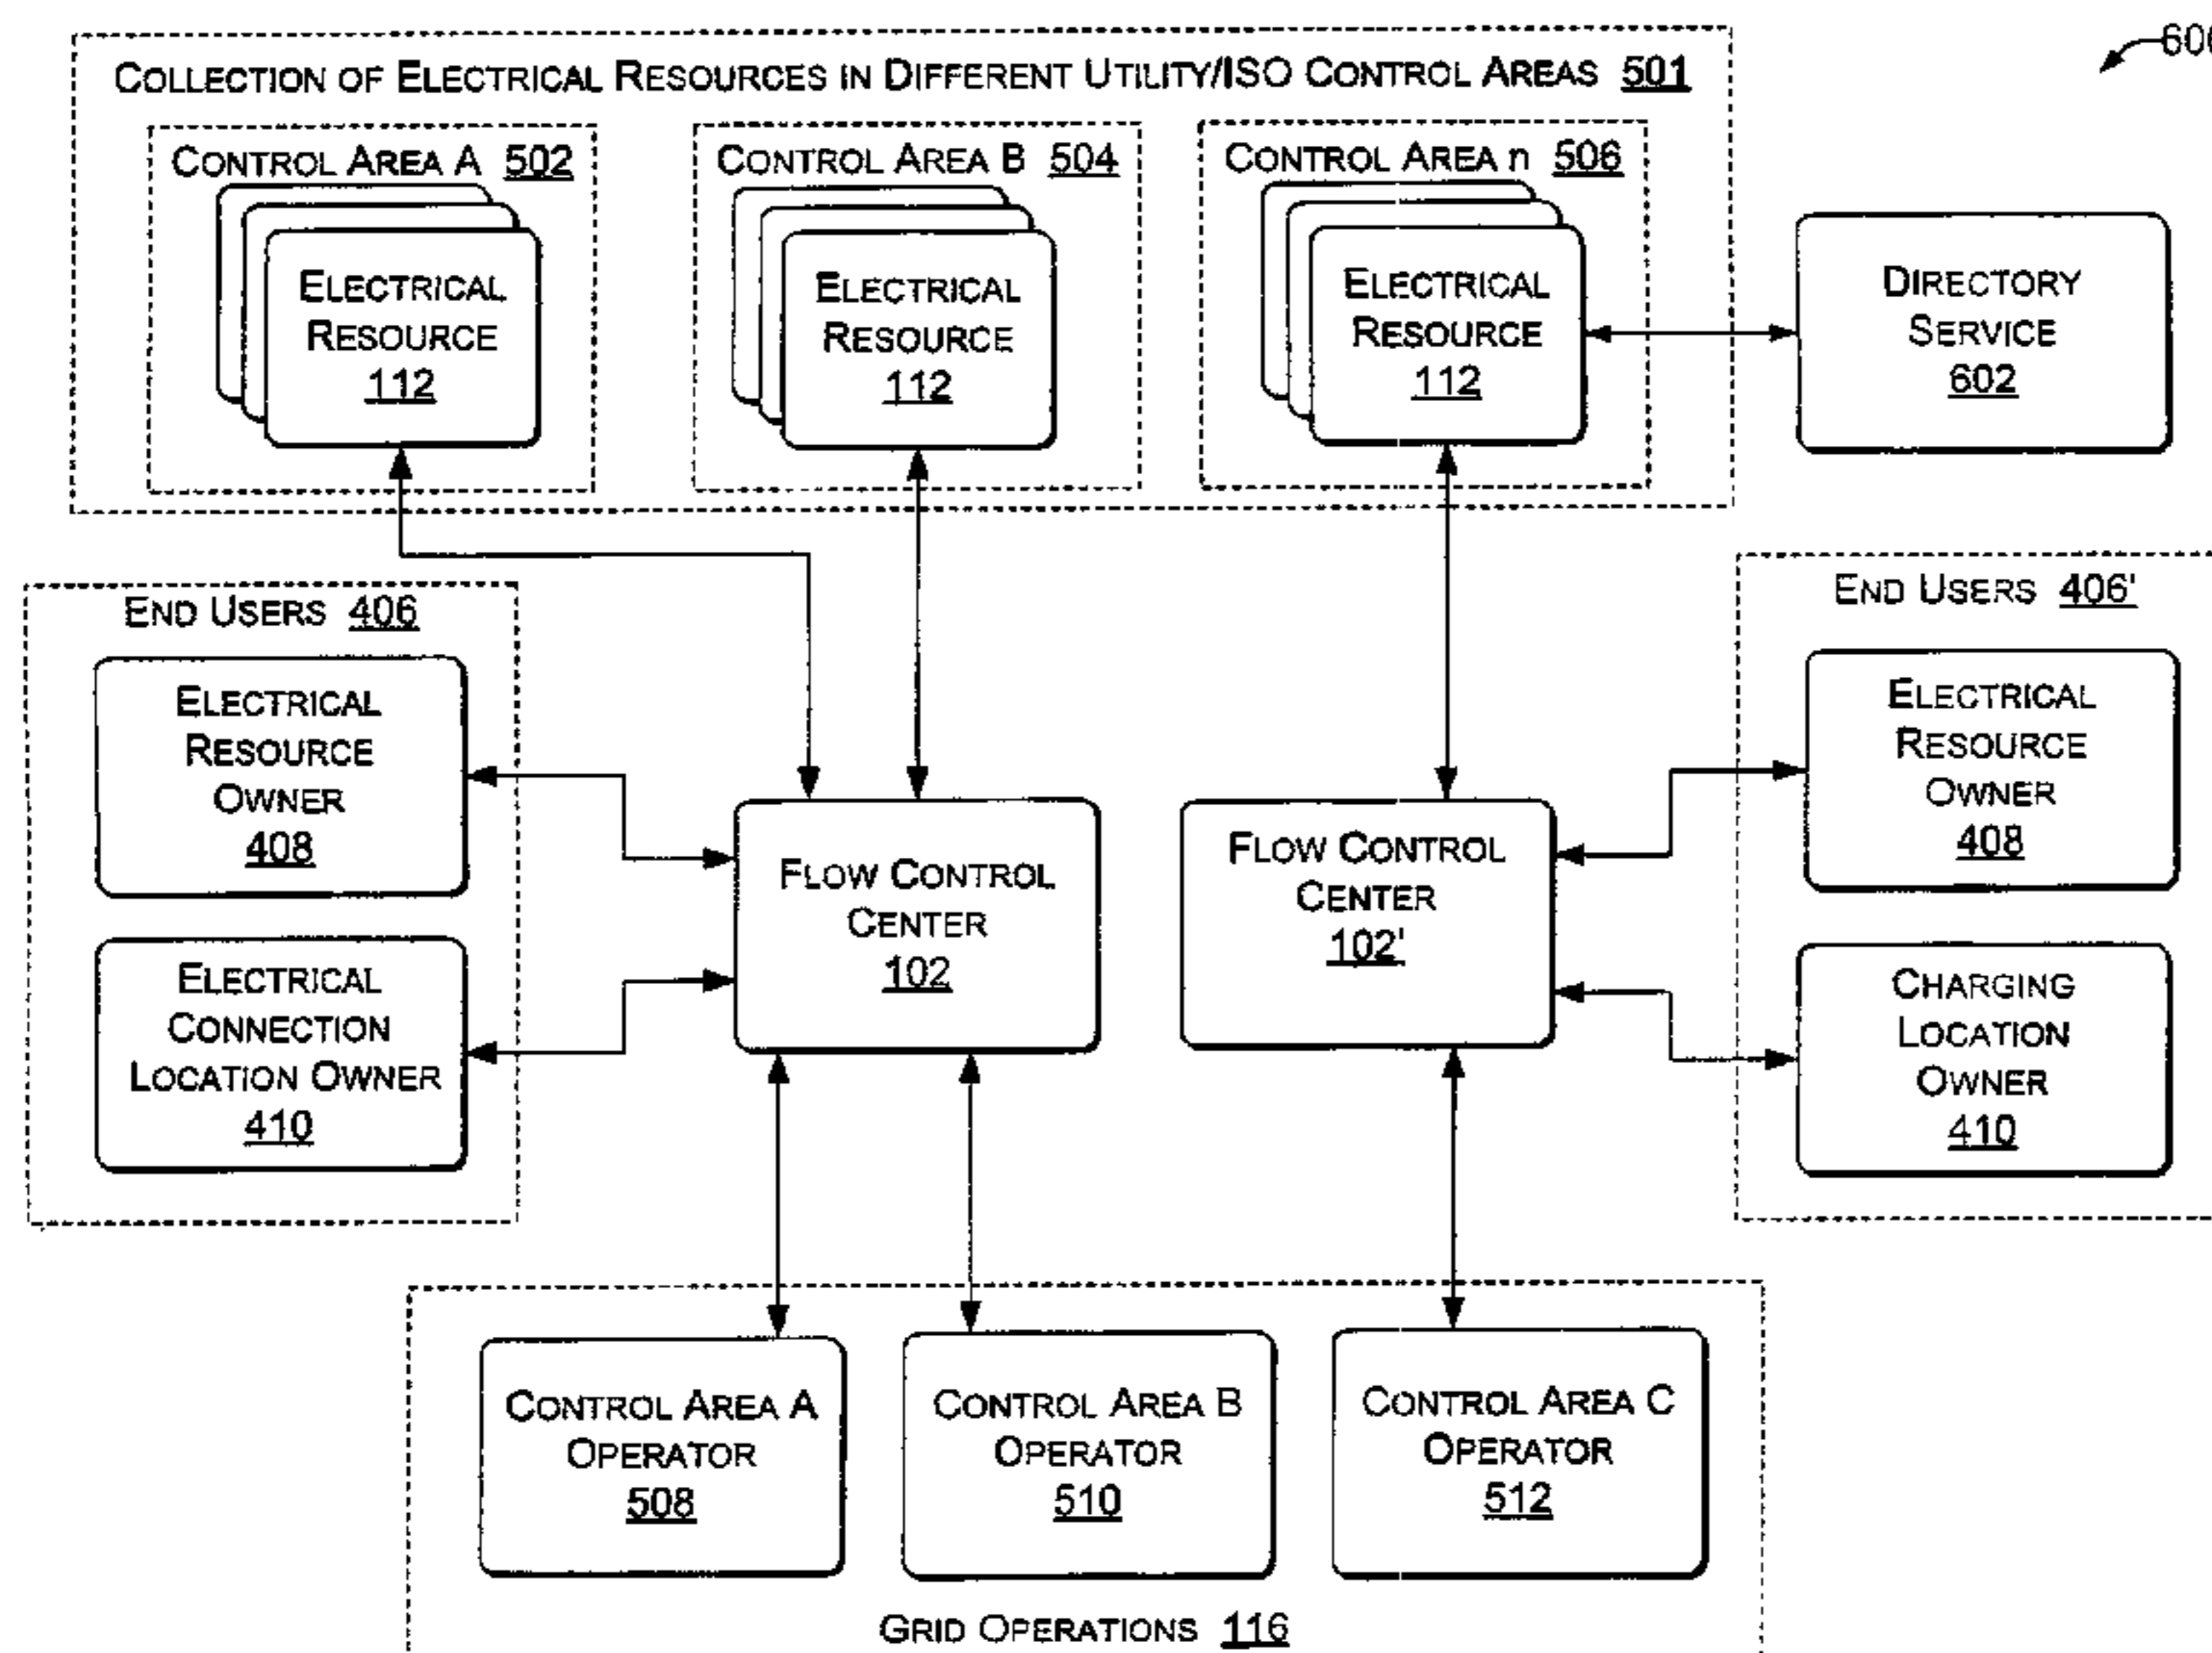 600
COLLECTION OF ELECTRICAL RESOURCES IN DIFFERENT UTILITY/ISO CONTROL AREAS 501
CONTROL AREA A 502
CONTROL AREA B 504
CONTROL AREA n 506
ELECTRICAL
RESOURCE
112
ELECTRICAL
RESOURCE
112
ELECTRICAL
RESOURCE
112
DIRECTORY
SERVICE
602
END USERS 406
ELECTRICAL
RESOURCE
OWNER
408
ELECTRICAL
CONNECTION
LOCATION OWNER
410
FLOW CONTROL
CENTER
102
FLOW CONTROL
CENTER
102'
END USERS 406'
ELECTRICAL
RESOURCE
OWNER
408
CHARGING
LOCATION
OWNER
410
CONTROL AREA A
OPERATOR
508
CONTROL AREA B
OPERATOR
510
CONTROL AREA C
OPERATOR
512
GRID OPERATIONS 116